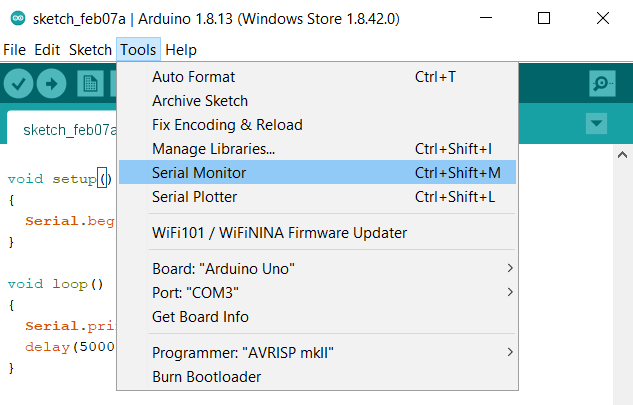 sketch_feb07a | Arduino 1.8.13 (Windows Store 1.8.42.0)
File Edit Sketch Tools Help
Auto Format Ctrl+T
Archive Sketch
sketch_feb07a
Fix Encoding & Reload
Manage Libraries... Ctrl+Shift+I
void setup()
Serial Monitor Ctrl+Shift+M
{
Serial Plotter Ctrl+Shift+L
Serial.beg
}
WiFi101 / WiFiNINA Firmware Updater
Board: "Arduino Uno"
void loop()
Port: "COM3"
{
Get Board Info
Serial.pri
delay(5000
Programmer: "AVRISP mkII"
}
Burn Bootloader